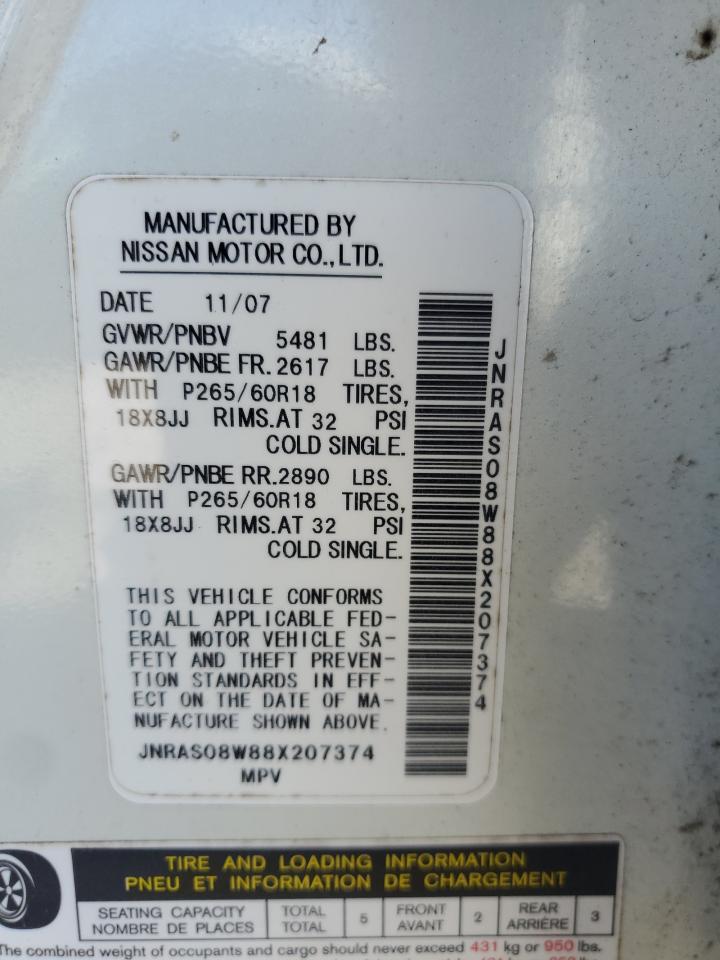 MANUFACTURED BY
NISSAN MOTOR CO., LTD.
DATE 11/07
GVWR/PNBV 5481 LBS.
GAWR/PNBE FR. 2617 LBS.
WITH P265/60R18 TIRES,
18X8JJ RIMS. AT 32 PSI
COLD SINGLE.
GAWR/PNBE RR. 2890 LBS.
WITH P265/60R18 TIRES,
18X8JJ RIMS. AT 32 PSI
COLD SINGLE.
THIS VEHICLE CONFORMS
TO ALL APPLICABLE FED-
ERAL MOTOR VEHICLE SA-
FETY AND THEFT PREVEN-
TION STANDARDS IN EFF-
ECT ON THE DATE OF MA-
NUFACTURE SHOWN ABOVE.
JNRAS08W88X207374
MPV
JNRAS08W88X207374
TIRE AND LOADING INFORMATION
PNEU ET INFORMATION DE CHARGEMENT
SEATING CAPACITY TOTAL 5 FRONT 2 REAR 3
NOMBRE DE PLACES TOTAL AVANT ARRIÈRE
The combined weight of occupants and cargo should never exceed 431 kg or 950 lbs.